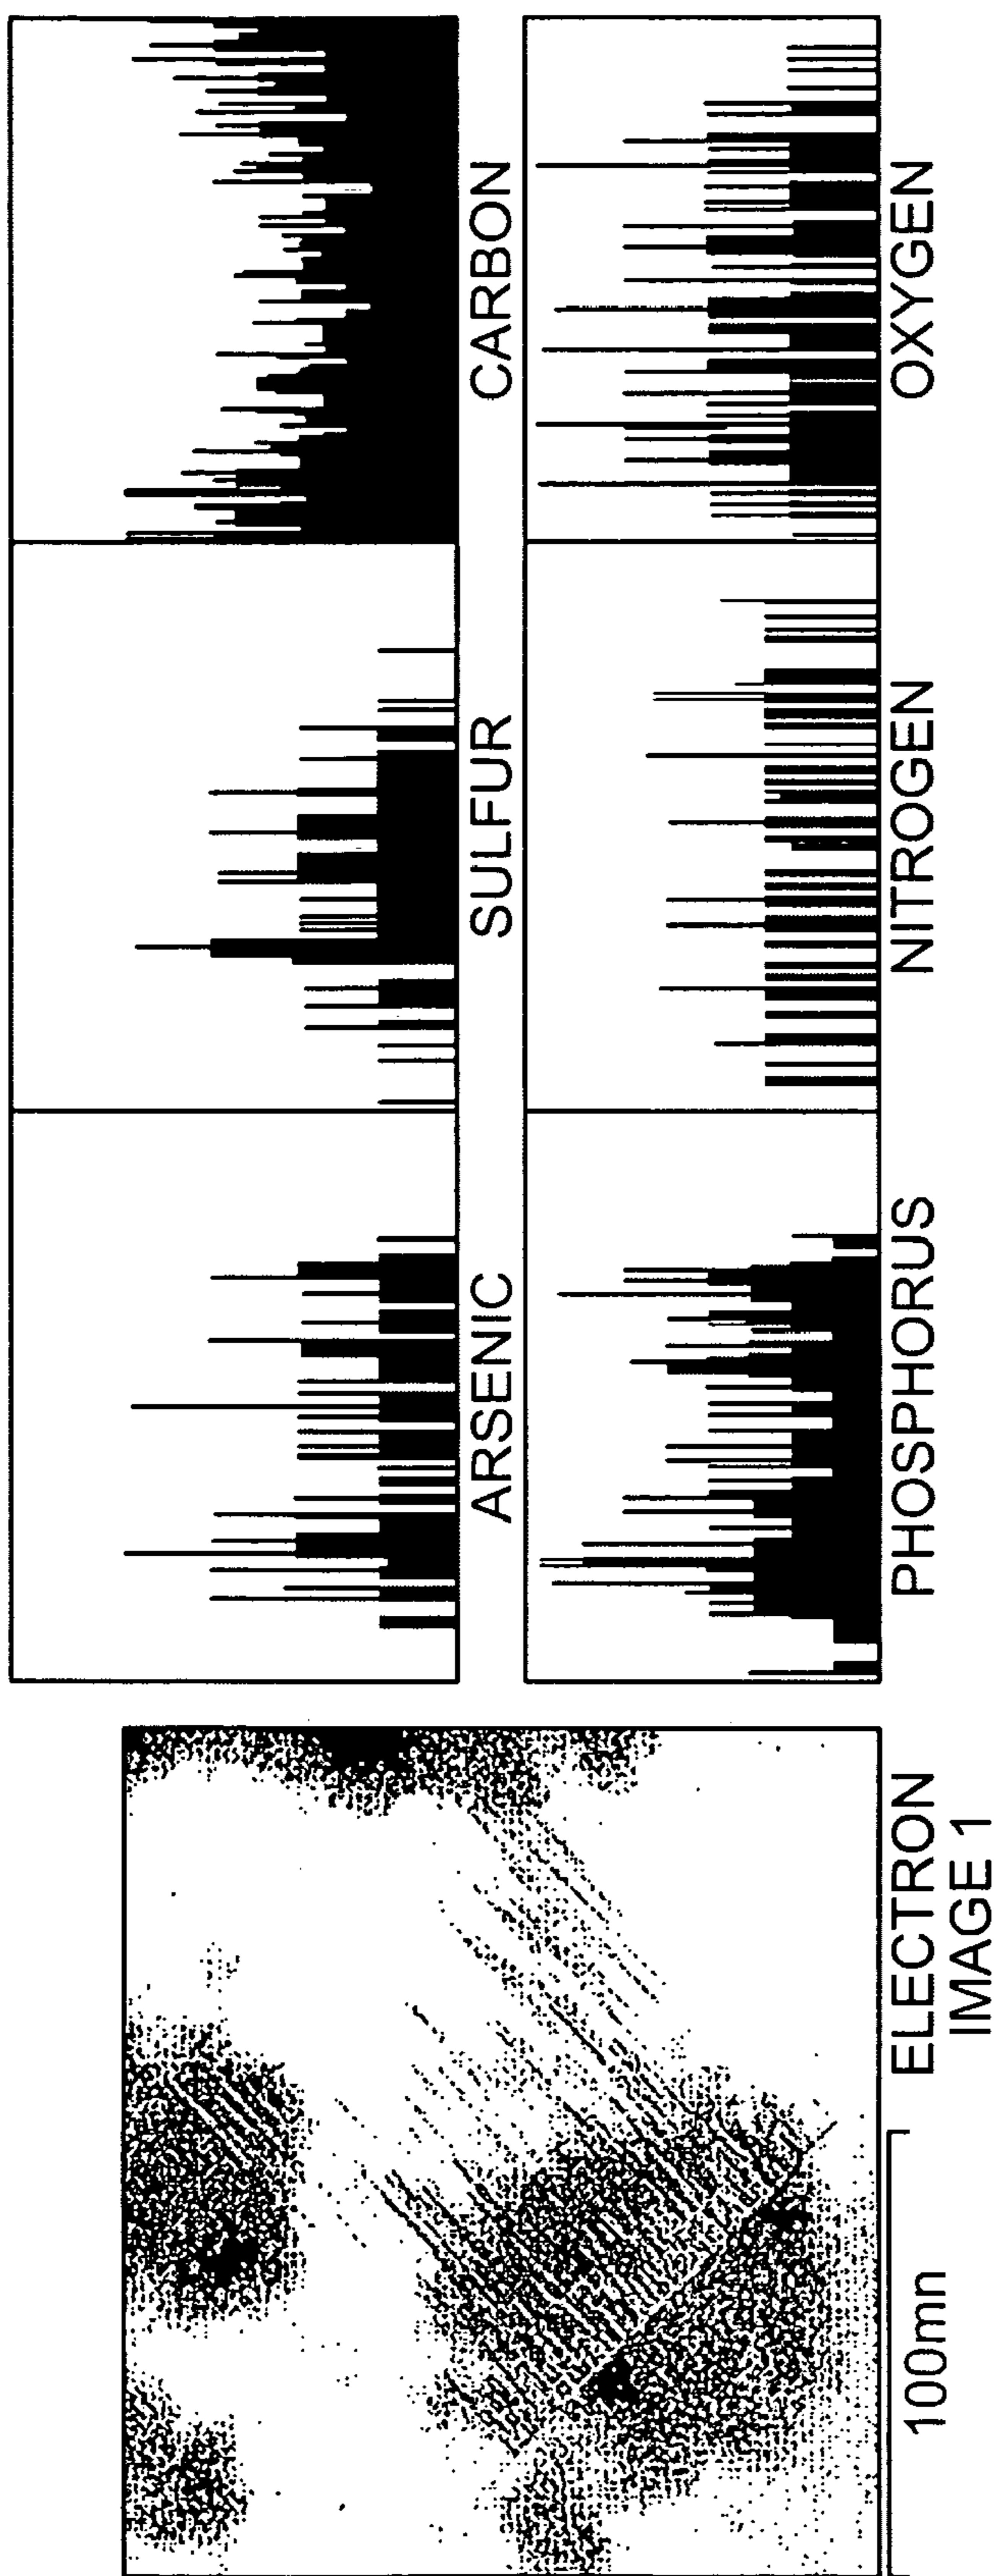 100mn
ELECTRON
IMAGE 1
ARSENIC
SULFUR
CARBON
PHOSPHORUS
NITROGEN
OXYGEN